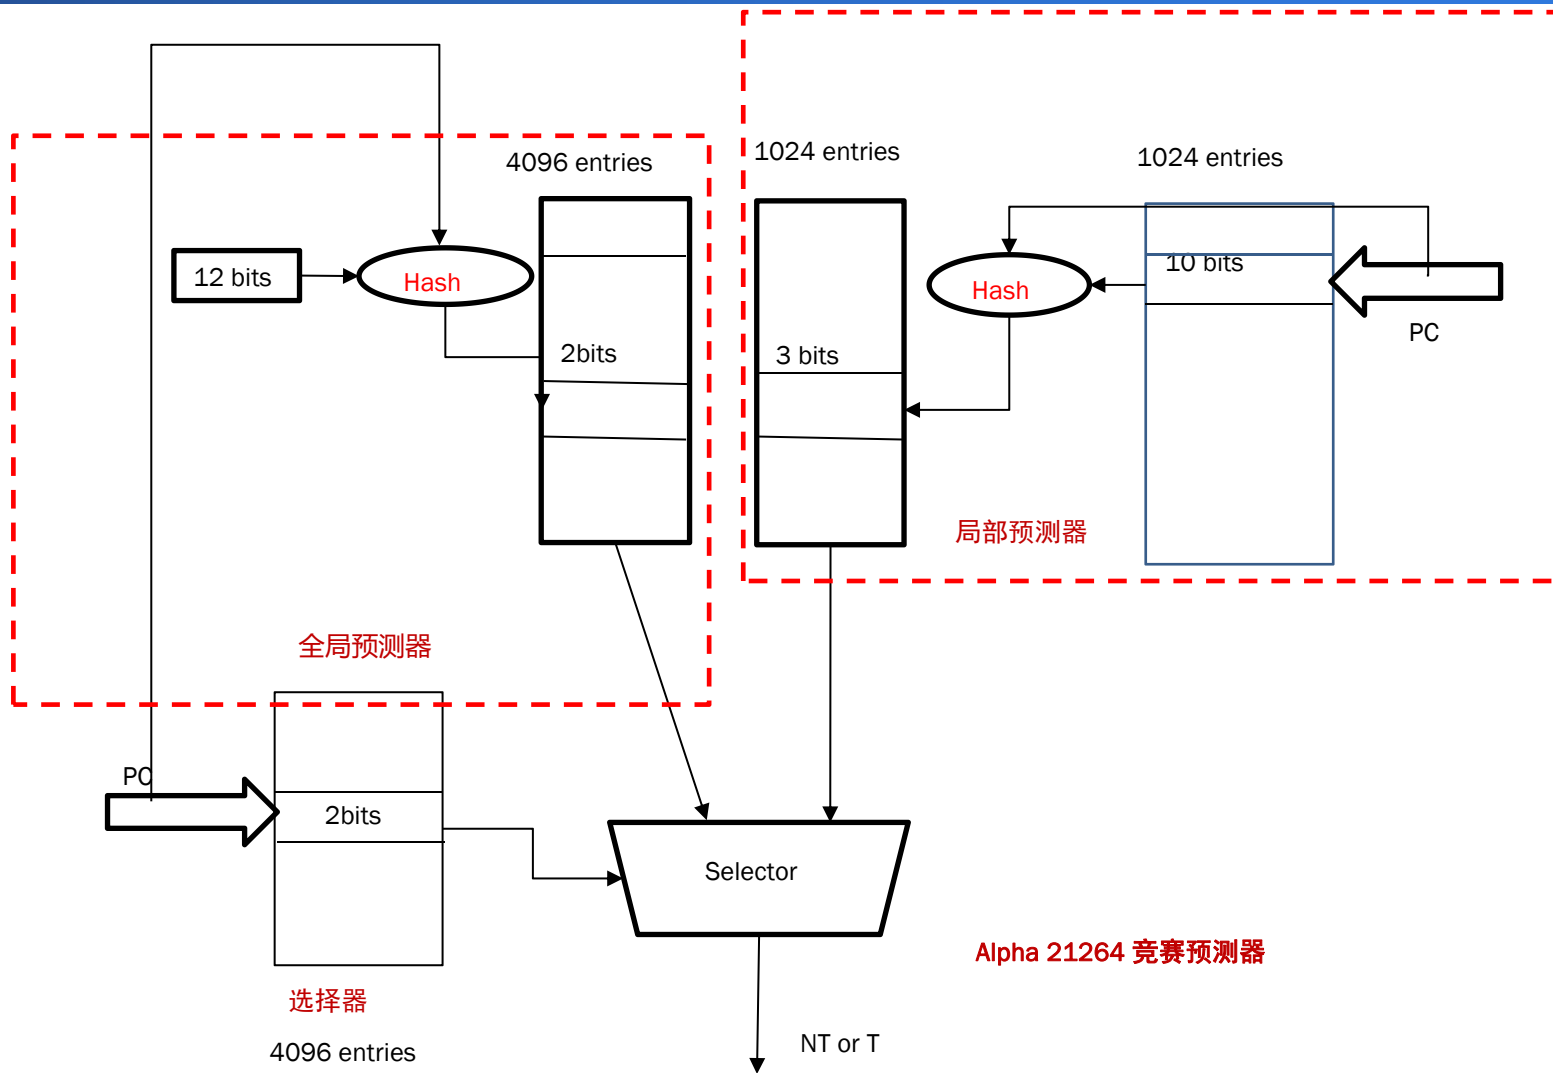 4096 entries
1024 entries
1024 entries
12 bits
Hash
2bits
3 bits
Hash
10 bits
PC
局部预测器
全局预测器
PC
2bits
Selector
Alpha 21264 竞赛预测器
选择器
4096 entries
NT or T